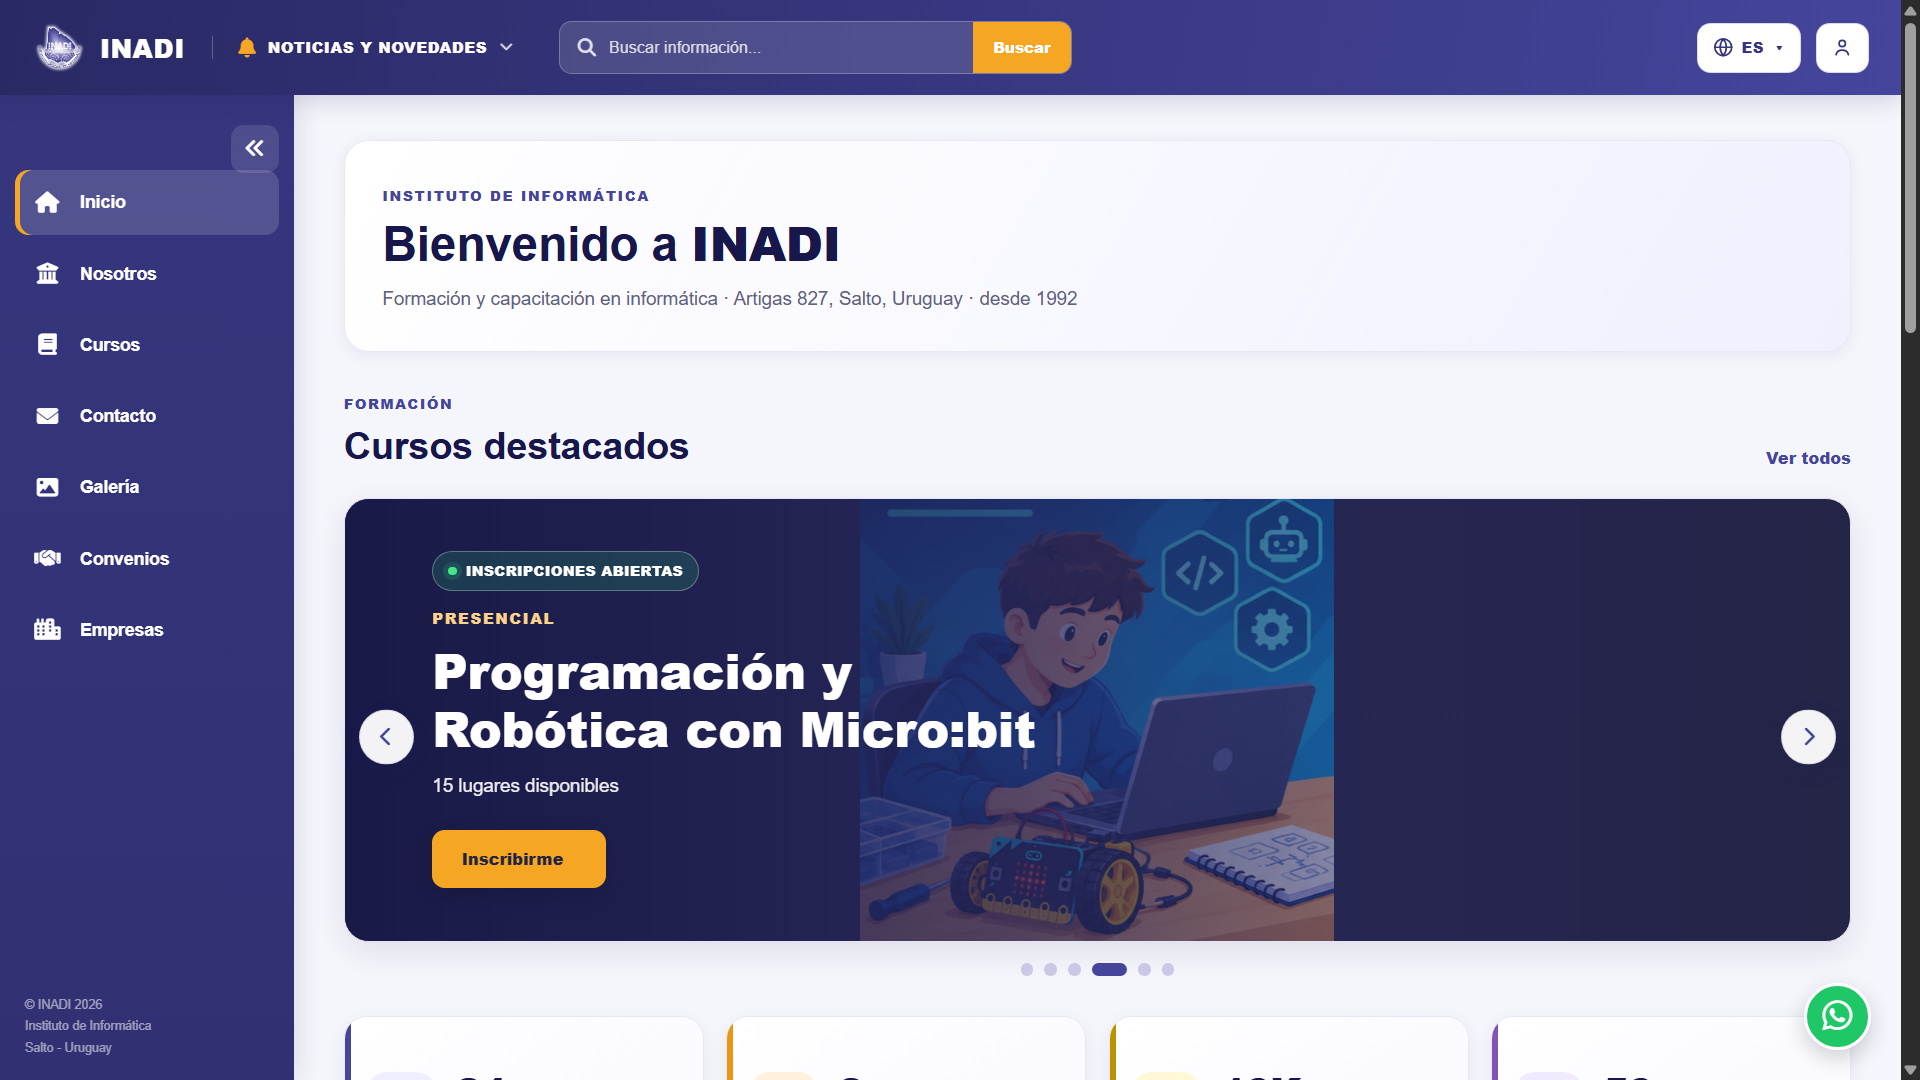 INADI
NOTICIAS Y NOVEDADES
Buscar información...
Buscar
ES
Inicio
Nosotros
Cursos
Contacto
Galería
Convenios
Empresas
© INADI 2026
Instituto de Informática
Salto - Uruguay
INSTITUTO DE INFORMÁTICA
Bienvenido a INADI
Formación y capacitación en informática · Artigas 827, Salto, Uruguay · desde 1992
FORMACIÓN
Cursos destacados
Ver todos
INSCRIPCIONES ABIERTAS
PRESENCIAL
Programación y
Robótica con Micro:bit
15 lugares disponibles
Inscribirme